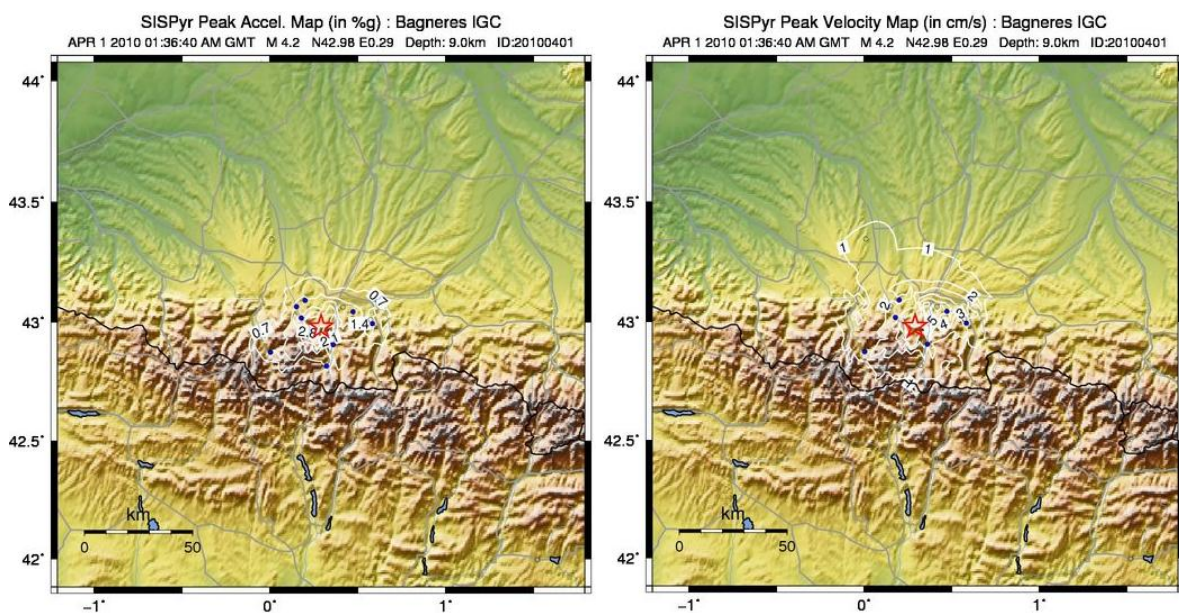 SISPyr Peak Accel. Map (in %g) : Bagneres IGC
APR 1 2010 01:36:40 AM GMT M 4.2 N42.98 E0.29 Depth: 9.0km ID:20100401
44°
43.5°
43°
42.5°
42°
0.7
0.7
1.4
2.8
km
0 50
-1° 0° 1°
SISPyr Peak Velocity Map (in cm/s) : Bagneres IGC
APR 1 2010 01:36:40 AM GMT M 4.2 N42.98 E0.29 Depth: 9.0km ID:20100401
44°
43.5°
43°
42.5°
42°
1 1
2
2
3
5
4
km
0 50
-1° 0° 1°